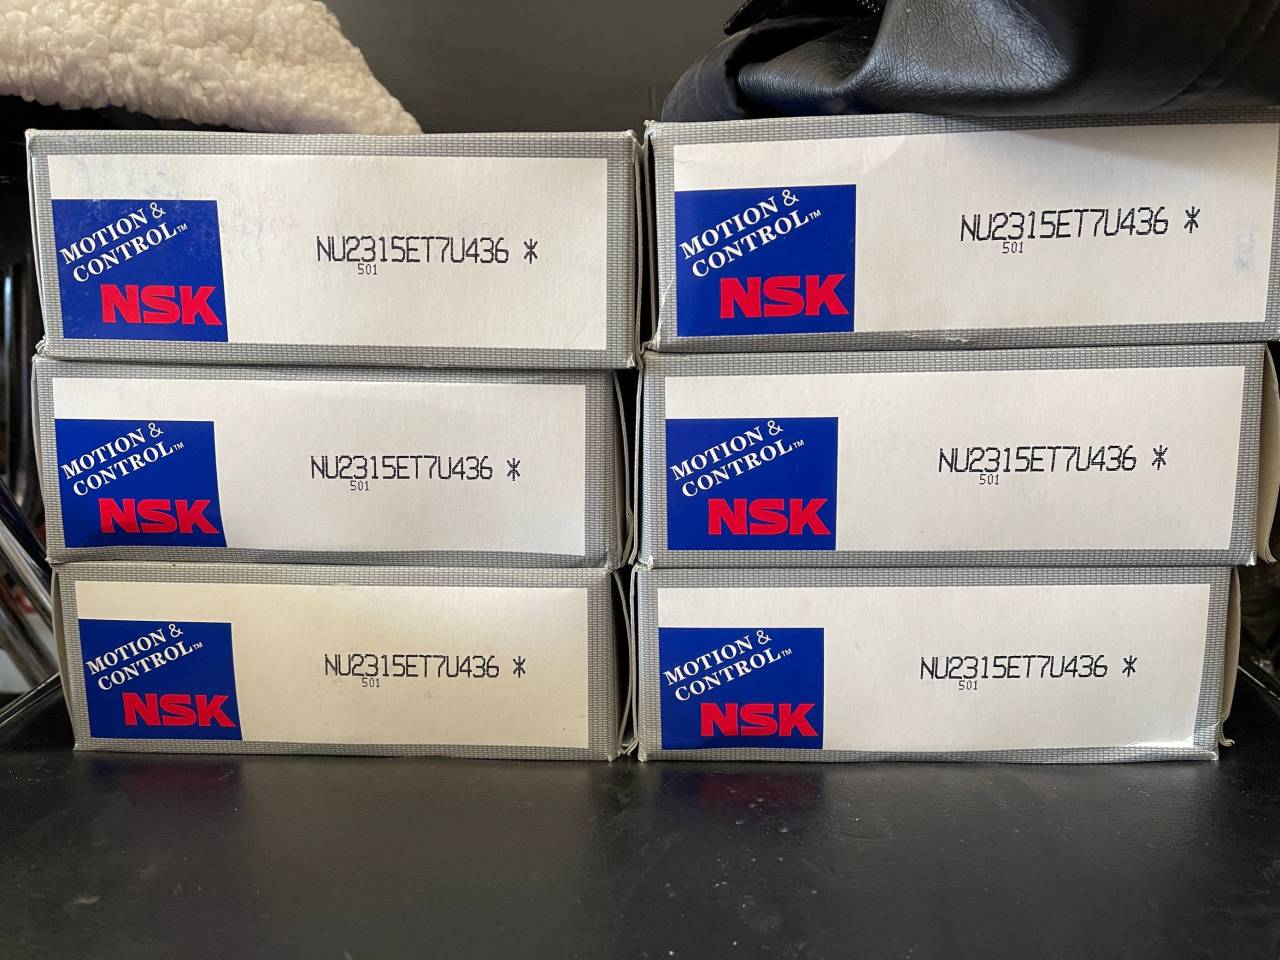 MOTION &
CONTROL™
NSK
NU2315ET7U436 *
501
MOTION &
CONTROL™
NSK
NU2315ET7U436 *
501
MOTION &
CONTROL™
NSK
NU2315ET7U436 *
501
MOTION &
CONTROL™
NSK
NU2315ET7U436 *
501
MOTION &
CONTROL™
NSK
NU2315ET7U436 *
501
MOTION &
CONTROL™
NSK
NU2315ET7U436 *
501